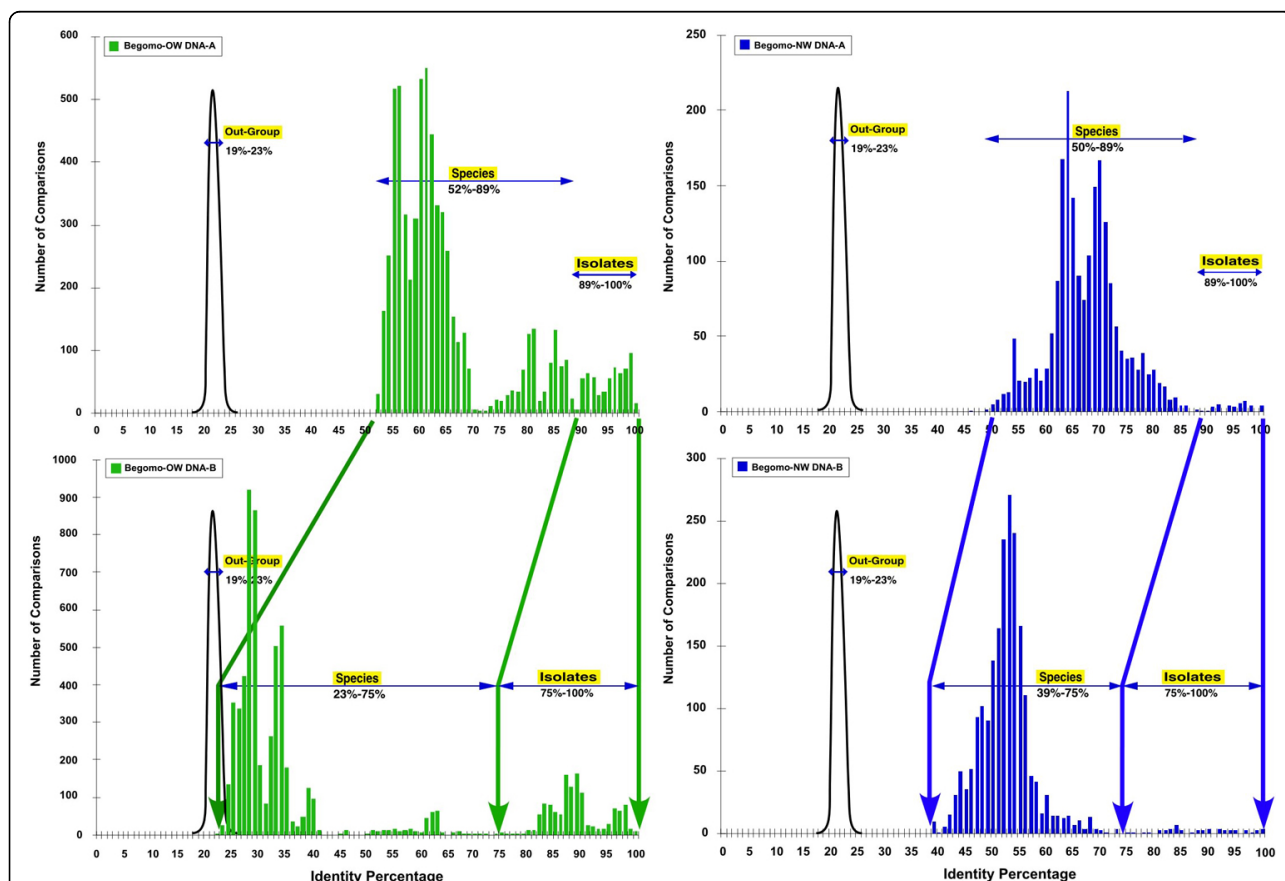 Begomo-OW DNA-A
Number of Comparisons
600
500
400
300
200
100
0
Out-Group
19%-23%
Species
52%-89%
Isolates
89%-100%
0 5 10 15 20 25 30 35 40 45 50 55 60 65 70 75 80 85 90 95 100
Begomo-NW DNA-A
Number of Comparisons
250
200
150
100
50
0
Out-Group
19%-23%
Species
50%-89%
Isolates
89%-100%
0 5 10 15 20 25 30 35 40 45 50 55 60 65 70 75 80 85 90 95 100
Begomo-OW DNA-B
Number of Comparisons
1000
900
800
700
600
500
400
300
200
100
0
Out-Group
19%-23%
Species
23%-75%
Isolates
75%-100%
0 5 10 15 20 25 30 35 40 45 50 55 60 65 70 75 80 85 90 95 100
Identity Percentage
Begomo-NW DNA-B
Number of Comparisons
300
250
200
150
100
50
0
Out-Group
19%-23%
Species
39%-75%
Isolates
75%-100%
0 5 10 15 20 25 30 35 40 45 50 55 60 65 70 75 80 85 90 95 100
Identity Percentage